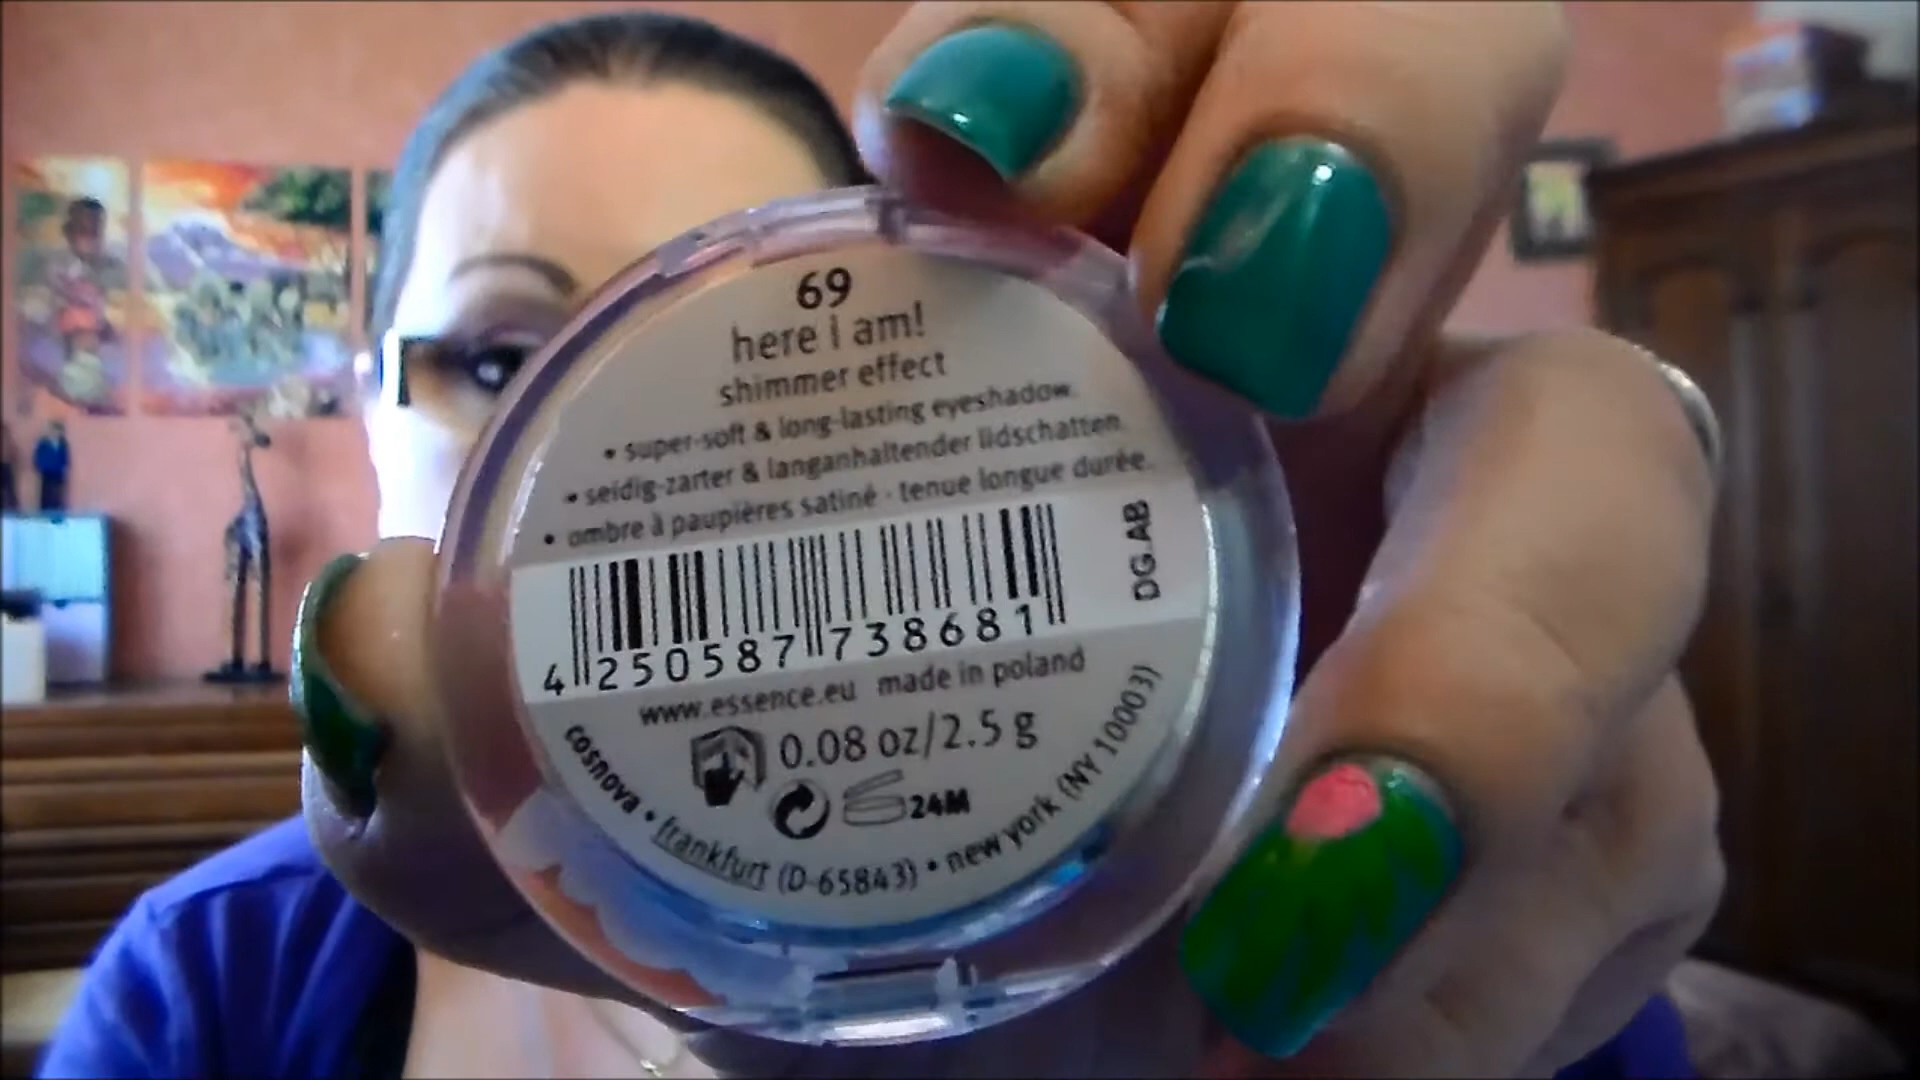 69
here i am!
shimmer effect
• super-soft & long-lasting eyeshadow.
• seidig-zarter & langanhaltender lidschatten.
• ombre à paupières satiné · tenue longue durée.
DG.AB
4 250587 738681
www.essence.eu made in poland
0.08 oz/2.5 g
24M
cosnova • frankfurt (D-65843) • new york (NY 10003)